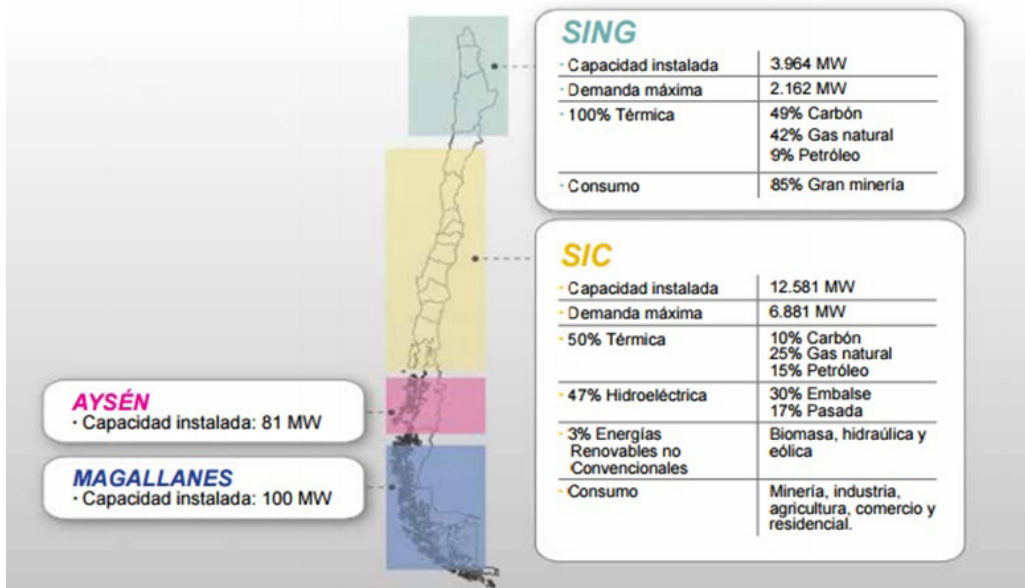 SING
· Capacidad instalada 3.964 MW
· Demanda máxima 2.162 MW
· 100% Térmica 49% Carbón
42% Gas natural
9% Petróleo
· Consumo 85% Gran minería
SIC
· Capacidad instalada 12.581 MW
· Demanda máxima 6.881 MW
· 50% Térmica 10% Carbón
25% Gas natural
15% Petróleo
· 47% Hidroeléctrica 30% Embalse
17% Pasada
· 3% Energías Biomasa, hidraúlica y
Renovables no eólica
Convencionales
· Consumo Minería, industria,
agricultura, comercio y
residencial.
AYSÉN
· Capacidad instalada: 81 MW
MAGALLANES
· Capacidad instalada: 100 MW